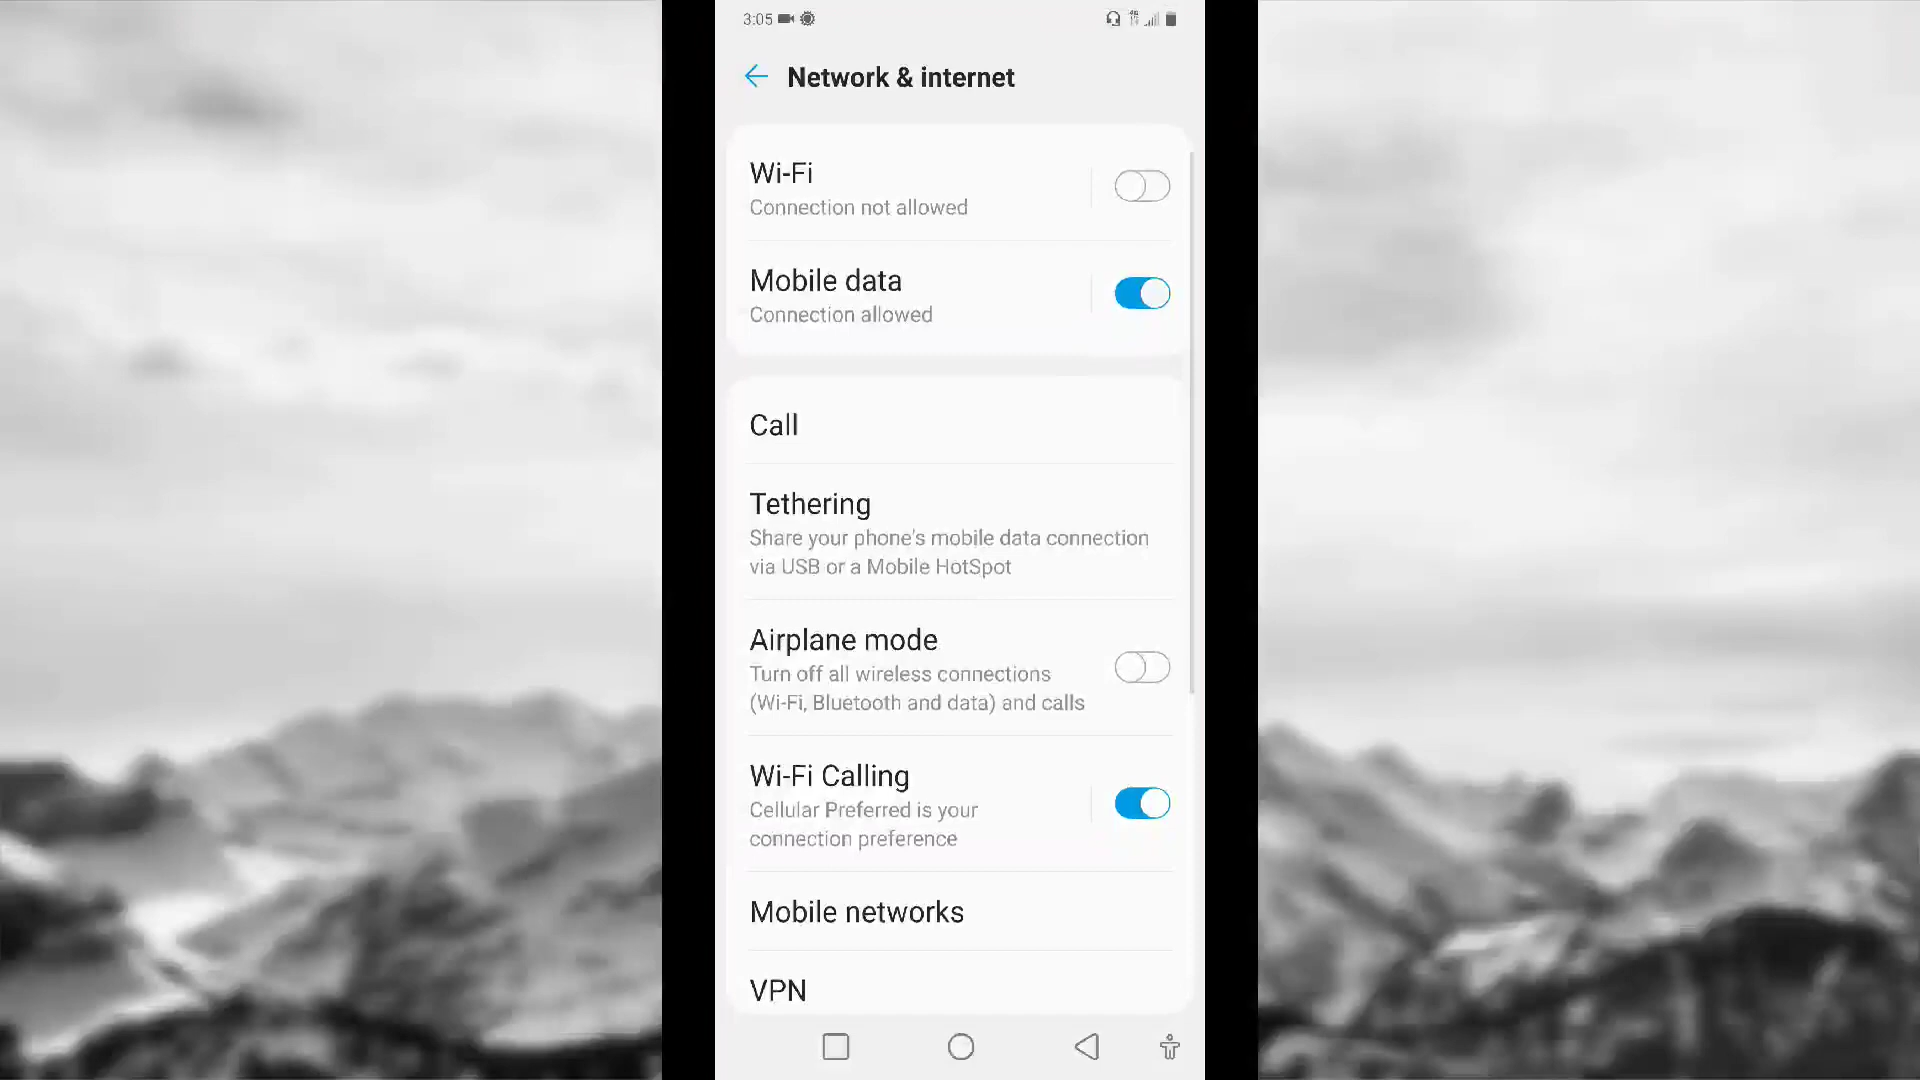 3:05
Network & internet
Wi-Fi
Connection not allowed
Mobile data
Connection allowed
Call
Tethering
Share your phone's mobile data connection
via USB or a Mobile HotSpot
Airplane mode
Turn off all wireless connections
(Wi-Fi, Bluetooth and data) and calls
Wi-Fi Calling
Cellular Preferred is your
connection preference
Mobile networks
VPN